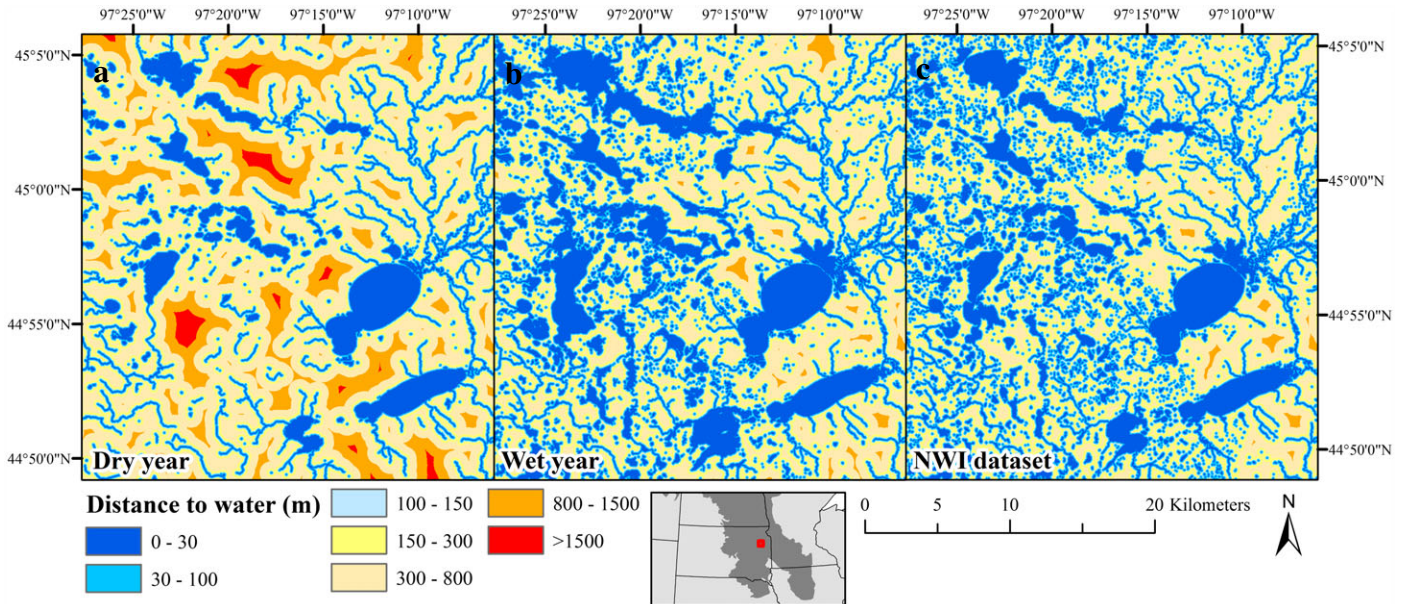 97°25'0"W 97°20'0"W 97°15'0"W 97°10'0"W 97°25'0"W 97°20'0"W 97°15'0"W 97°10'0"W 97°25'0"W 97°20'0"W 97°15'0"W 97°10'0"W
45°5'0"N a b c 45°5'0"N
45°0'0"N 45°0'0"N
44°55'0"N 44°55'0"N
44°50'0"N 44°50'0"N
Dry year Wet year NWI dataset
Distance to water (m)
0 - 30
30 - 100
100 - 150
150 - 300
300 - 800
800 - 1500
>1500
0 5 10 20 Kilometers
N